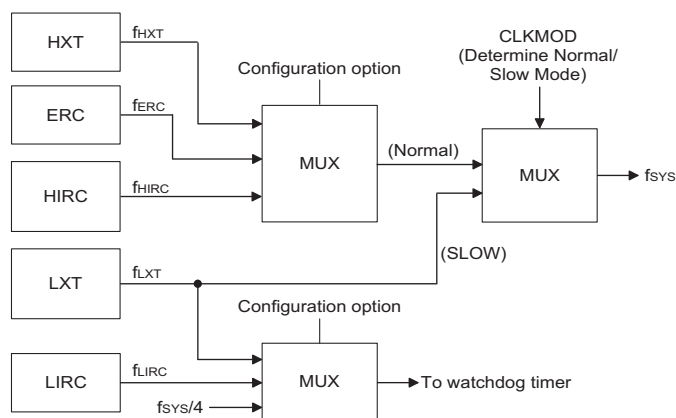 HXT
fHXT
CLKMOD
(Determine Normal/
Slow Mode)
Configuration option
ERC
fERC
MUX
(Normal)
MUX
fSYS
HIRC
fHIRC
(SLOW)
LXT
fLXT
Configuration option
LIRC
fLIRC
MUX
To watchdog timer
fSYS/4